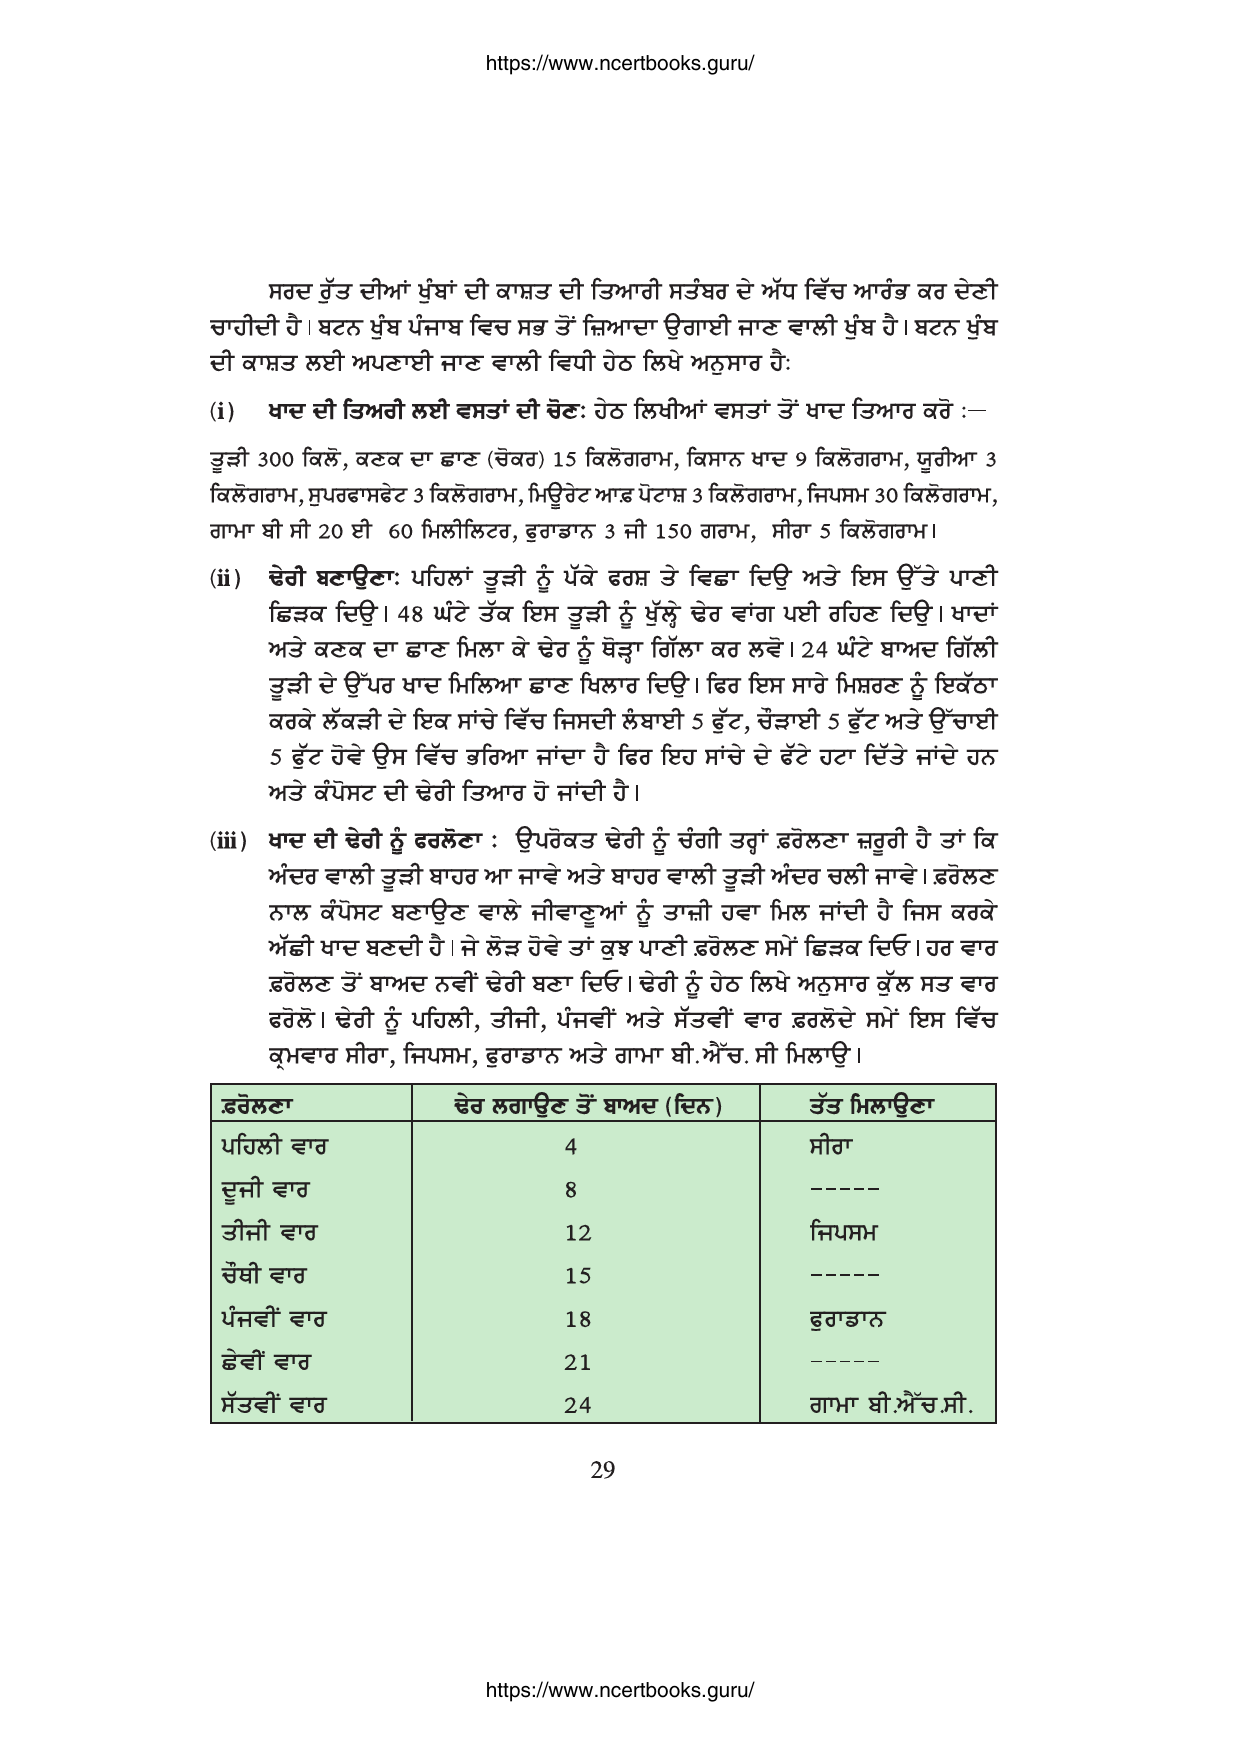 https://www.ncertbooks.guru/
ਸਰਦ ਰੁੱਤ ਦੀਆਂ ਖੁੰਬਾਂ ਦੀ ਕਾਸ਼ਤ ਦੀ ਤਿਆਰੀ ਸਤੰਬਰ ਦੇ ਅੱਧ ਵਿੱਚ ਆਰੰਭ ਕਰ ਦੇਣੀ
ਚਾਹੀਦੀ ਹੈ। ਬਟਨ ਖੁੰਬ ਪੰਜਾਬ ਵਿਚ ਸਭ ਤੋਂ ਜ਼ਿਆਦਾ ਉਗਾਈ ਜਾਣ ਵਾਲੀ ਖੁੰਬ ਹੈ। ਬਟਨ ਖੁੰਬ
ਦੀ ਕਾਸ਼ਤ ਲਈ ਅਪਣਾਈ ਜਾਣ ਵਾਲੀ ਵਿਧੀ ਹੇਠ ਲਿਖੇ ਅਨੁਸਾਰ ਹੈ:
(i) ਖਾਦ ਦੀ ਤਿਅਰੀ ਲਈ ਵਸਤਾਂ ਦੀ ਚੋਣ: ਹੇਠ ਲਿਖੀਆਂ ਵਸਤਾਂ ਤੋਂ ਖਾਦ ਤਿਆਰ ਕਰੋ :—
ਤੂੜੀ 300 ਕਿਲੋ, ਕਣਕ ਦਾ ਛਾਣ (ਚੋਕਰ) 15 ਕਿਲੋਗਰਾਮ, ਕਿਸਾਨ ਖਾਦ 9 ਕਿਲੋਗਰਾਮ, ਯੂਰੀਆ 3
ਕਿਲੋਗਰਾਮ, ਸੁਪਰਫਾਸਫੇਟ 3 ਕਿਲੋਗਰਾਮ, ਮਿਊਰੇਟ ਆਫ਼ ਪੋਟਾਸ਼ 3 ਕਿਲੋਗਰਾਮ, ਜਿਪਸਮ 30 ਕਿਲੋਗਰਾਮ,
ਗਾਮਾ ਬੀ ਸੀ 20 ਈ 60 ਮਿਲੀਲਿਟਰ, ਫੁਰਾਡਾਨ 3 ਜੀ 150 ਗਰਾਮ, ਸੀਰਾ 5 ਕਿਲੋਗਰਾਮ।
(ii) ਢੇਰੀ ਬਣਾਉਣਾ: ਪਹਿਲਾਂ ਤੂੜੀ ਨੂੰ ਪੱਕੇ ਫਰਸ਼ ਤੇ ਵਿਛਾ ਦਿਉ ਅਤੇ ਇਸ ਉੱਤੇ ਪਾਣੀ
ਛਿੜਕ ਦਿਉ। 48 ਘੰਟੇ ਤੱਕ ਇਸ ਤੂੜੀ ਨੂੰ ਖੁੱਲ੍ਹੇ ਢੇਰ ਵਾਂਗ ਪਈ ਰਹਿਣ ਦਿਉ। ਖਾਦਾਂ
ਅਤੇ ਕਣਕ ਦਾ ਛਾਣ ਮਿਲਾ ਕੇ ਢੇਰ ਨੂੰ ਥੋੜ੍ਹਾ ਗਿੱਲਾ ਕਰ ਲਵੋ। 24 ਘੰਟੇ ਬਾਅਦ ਗਿੱਲੀ
ਤੂੜੀ ਦੇ ਉੱਪਰ ਖਾਦ ਮਿਲਿਆ ਛਾਣ ਖਿਲਾਰ ਦਿਉ। ਫਿਰ ਇਸ ਸਾਰੇ ਮਿਸ਼ਰਣ ਨੂੰ ਇਕੱਠਾ
ਕਰਕੇ ਲੱਕੜੀ ਦੇ ਇਕ ਸਾਂਚੇ ਵਿੱਚ ਜਿਸਦੀ ਲੰਬਾਈ 5 ਫੁੱਟ, ਚੌੜਾਈ 5 ਫੁੱਟ ਅਤੇ ਉੱਚਾਈ
5 ਫੁੱਟ ਹੋਵੇ ਉਸ ਵਿੱਚ ਭਰਿਆ ਜਾਂਦਾ ਹੈ ਫਿਰ ਇਹ ਸਾਂਚੇ ਦੇ ਫੱਟੇ ਹਟਾ ਦਿੱਤੇ ਜਾਂਦੇ ਹਨ
ਅਤੇ ਕੰਪੋਸਟ ਦੀ ਢੇਰੀ ਤਿਆਰ ਹੋ ਜਾਂਦੀ ਹੈ।
(iii) ਖਾਦ ਦੀ ਢੇਰੀ ਨੂੰ ਫਰਲੋਣਾ : ਉਪਰੋਕਤ ਢੇਰੀ ਨੂੰ ਚੰਗੀ ਤਰ੍ਹਾਂ ਫ਼ਰੋਲਣਾ ਜ਼ਰੂਰੀ ਹੈ ਤਾਂ ਕਿ
ਅੰਦਰ ਵਾਲੀ ਤੂੜੀ ਬਾਹਰ ਆ ਜਾਵੇ ਅਤੇ ਬਾਹਰ ਵਾਲੀ ਤੂੜੀ ਅੰਦਰ ਚਲੀ ਜਾਵੇ। ਫ਼ਰੋਲਣ
ਨਾਲ ਕੰਪੋਸਟ ਬਣਾਉਣ ਵਾਲੇ ਜੀਵਾਣੂਆਂ ਨੂੰ ਤਾਜ਼ੀ ਹਵਾ ਮਿਲ ਜਾਂਦੀ ਹੈ ਜਿਸ ਕਰਕੇ
ਅੱਛੀ ਖਾਦ ਬਣਦੀ ਹੈ। ਜੇ ਲੋੜ ਹੋਵੇ ਤਾਂ ਕੁਝ ਪਾਣੀ ਫ਼ਰੋਲਣ ਸਮੇਂ ਛਿੜਕ ਦਿਓ। ਹਰ ਵਾਰ
ਫ਼ਰੋਲਣ ਤੋਂ ਬਾਅਦ ਨਵੀਂ ਢੇਰੀ ਬਣਾ ਦਿਓ। ਢੇਰੀ ਨੂੰ ਹੇਠ ਲਿਖੇ ਅਨੁਸਾਰ ਕੁੱਲ ਸਤ ਵਾਰ
ਫਰੋਲੋ। ਢੇਰੀ ਨੂੰ ਪਹਿਲੀ, ਤੀਜੀ, ਪੰਜਵੀਂ ਅਤੇ ਸੱਤਵੀਂ ਵਾਰ ਫ਼ਰਲੋਦੇ ਸਮੇਂ ਇਸ ਵਿੱਚ
ਕ੍ਰਮਵਾਰ ਸੀਰਾ, ਜਿਪਸਮ, ਫੁਰਾਡਾਨ ਅਤੇ ਗਾਮਾ ਬੀ.ਐੱਚ. ਸੀ ਮਿਲਾਉ।
ਫ਼ਰੋਲਣਾ ਢੇਰ ਲਗਾਉਣ ਤੋਂ ਬਾਅਦ (ਦਿਨ) ਤੱਤ ਮਿਲਾਉਣਾ
ਪਹਿਲੀ ਵਾਰ 4 ਸੀਰਾ
ਦੂਜੀ ਵਾਰ 8 -----
ਤੀਜੀ ਵਾਰ 12 ਜਿਪਸਮ
ਚੌਥੀ ਵਾਰ 15 -----
ਪੰਜਵੀਂ ਵਾਰ 18 ਫੁਰਾਡਾਨ
ਛੇਵੀਂ ਵਾਰ 21 -----
ਸੱਤਵੀਂ ਵਾਰ 24 ਗਾਮਾ ਬੀ.ਐੱਚ.ਸੀ.
29
https://www.ncertbooks.guru/